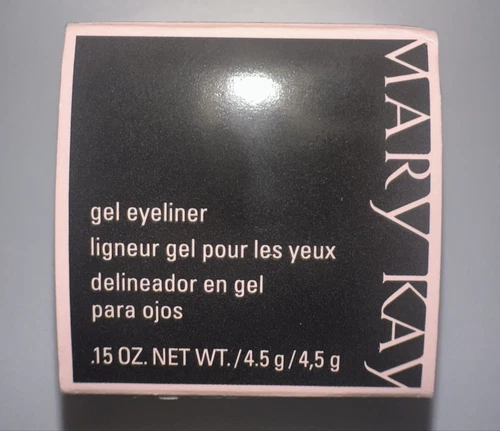 gel eyeliner
ligneur gel pour les yeux
delineador en gel
para ojos
.15 OZ. NET WT./4.5 g/4,5 g
MARY KAY